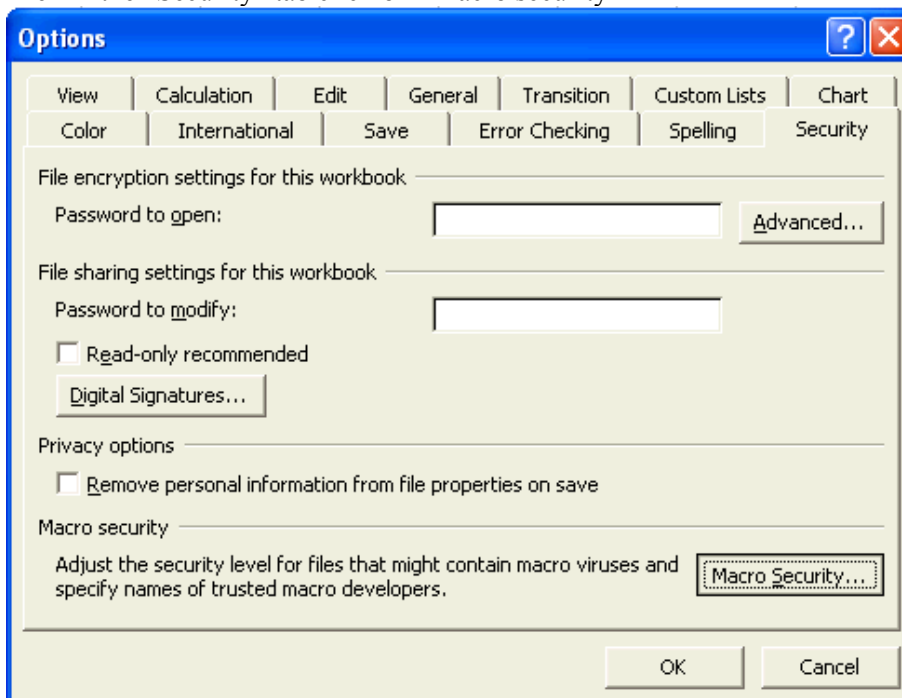 Options
View Calculation Edit General Transition Custom Lists Chart
Color International Save Error Checking Spelling Security
File encryption settings for this workbook
Password to open:
Advanced...
File sharing settings for this workbook
Password to modify:
Read-only recommended
Digital Signatures...
Privacy options
Remove personal information from file properties on save
Macro security
Adjust the security level for files that might contain macro viruses and
specify names of trusted macro developers.
Macro Security...
OK Cancel